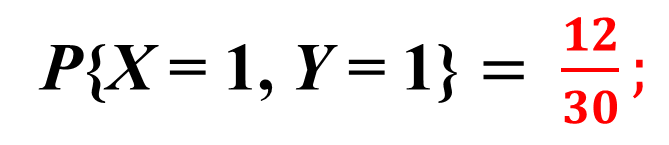 P{X = 1, Y = 1} = 12/30;